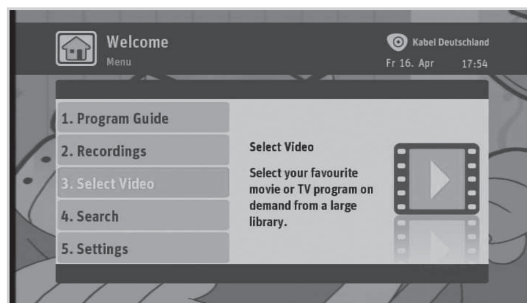 Welcome
Menu
Kabel Deutschland
Fr 16. Apr 17:54
1. Program Guide
2. Recordings
3. Select Video
4. Search
5. Settings
Select Video
Select your favourite
movie or TV program on
demand from a large
library.